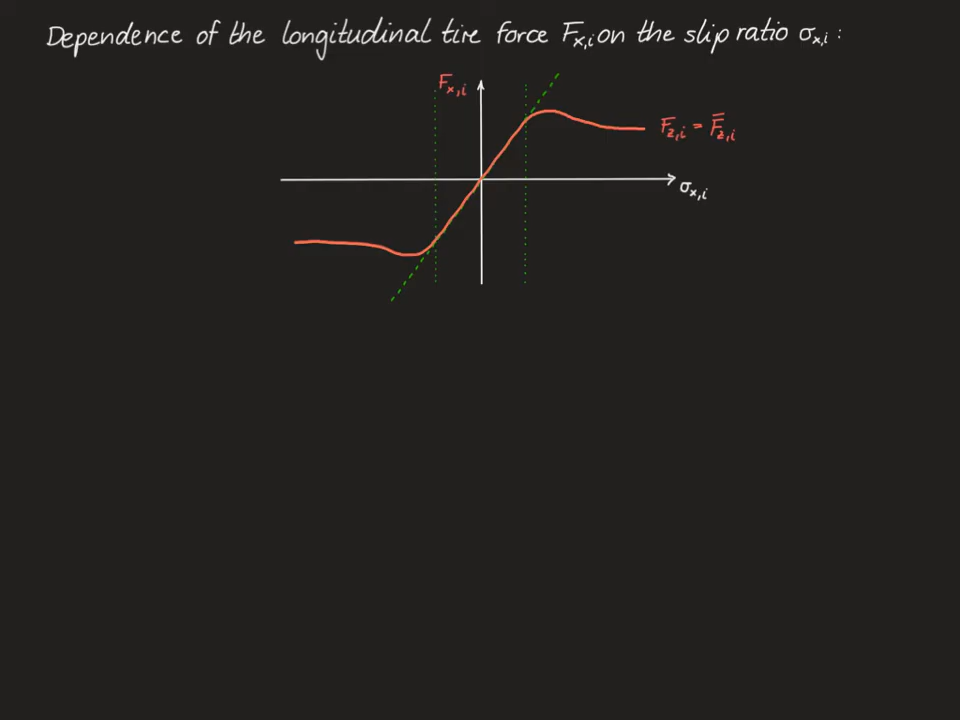 Dependence of the longitudinal tire force Fx,i on the slip ratio σx,i :
Fx,i
Fz,i = F̄z,i
σx,i